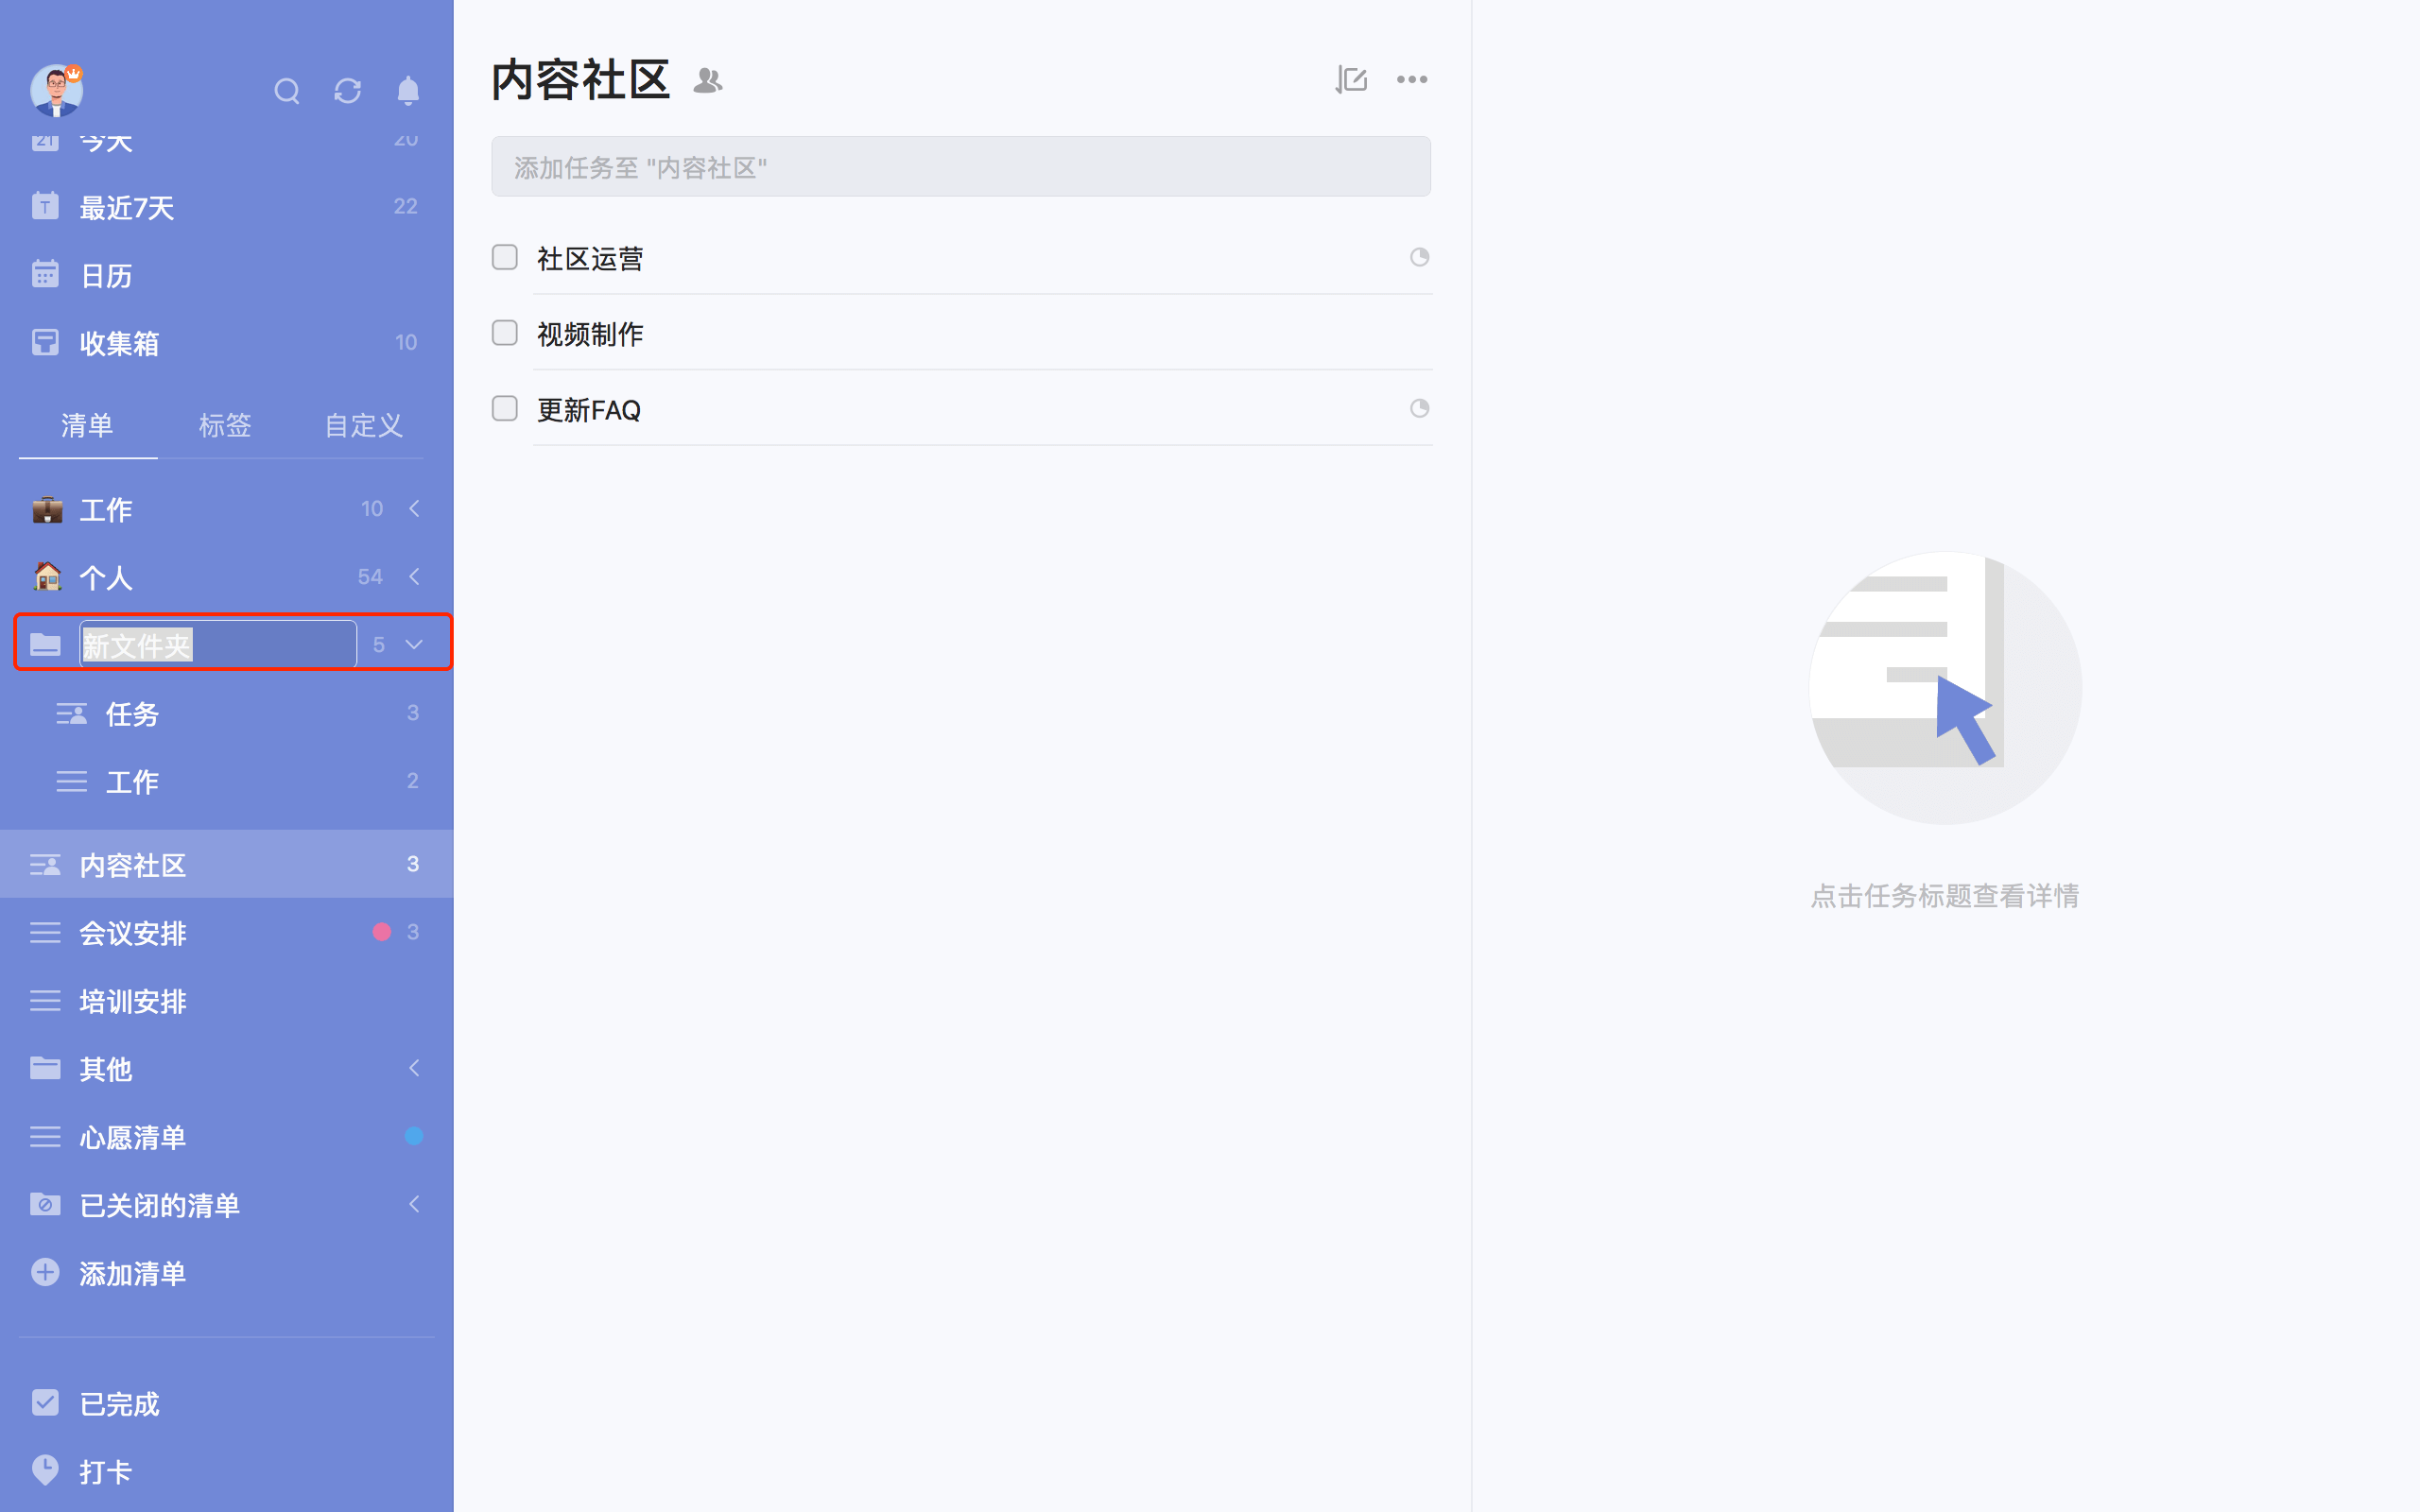 今天 20
最近7天 22
日历
收集箱 10
清单 标签 自定义
工作 10
个人 54
新文件夹 5
任务 3
工作 2
内容社区 3
会议安排 3
培训安排
其他
心愿清单
已关闭的清单
添加清单
已完成
打卡
内容社区
添加任务至 "内容社区"
社区运营
视频制作
更新FAQ
点击任务标题查看详情